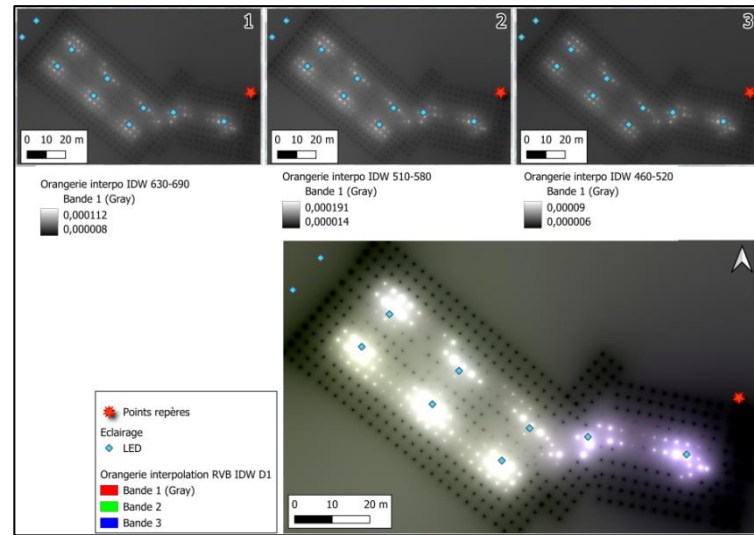 1
2
3
0 10 20 m
0 10 20 m
0 10 20 m
Orangerie interpo IDW 630-690
Bande 1 (Gray)
0,000112
0,000008
Orangerie interpo IDW 510-580
Bande 1 (Gray)
0,000191
0,000014
Orangerie interpo IDW 460-520
Bande 1 (Gray)
0,00009
0,000006
Points repères
Eclairage
LED
Orangerie interpolation RVB IDW D1
Bande 1 (Gray)
Bande 2
Bande 3
0 10 20 m